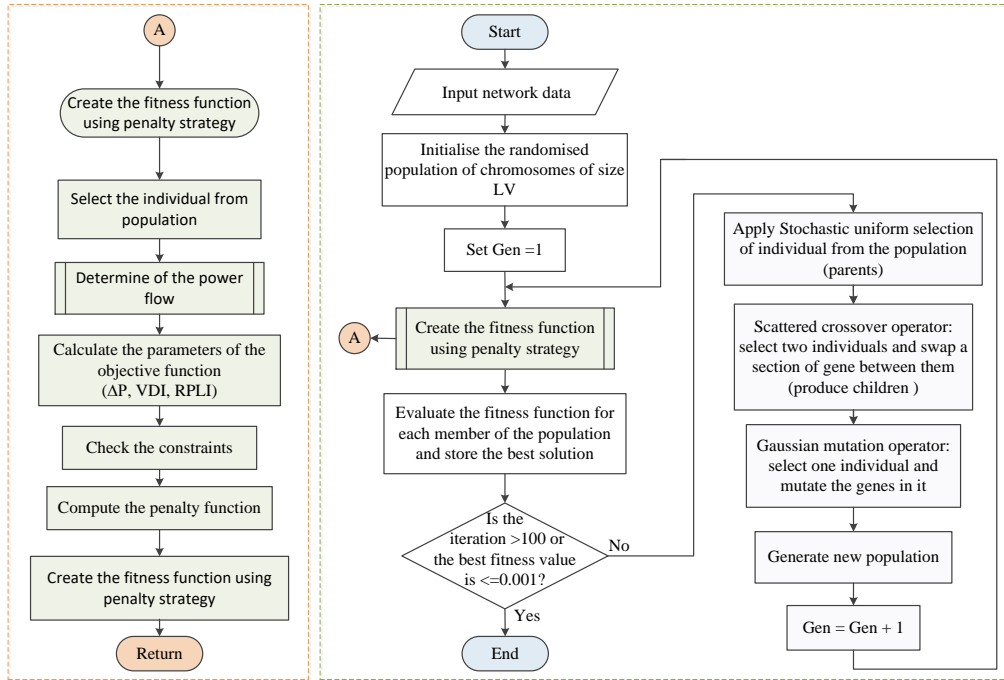 A
Create the fitness function
using penalty strategy
Select the individual from
population
Determine of the power
flow
Calculate the parameters of the
objective function
(ΔP, VDI, RPLI)
Check the constraints
Compute the penalty function
Create the fitness function using
penalty strategy
Return
Start
Input network data
Initialise the randomised
population of chromosomes of size
LV
Set Gen =1
A
Create the fitness function
using penalty strategy
Evaluate the fitness function for
each member of the population
and store the best solution
Is the
iteration >100 or
the best fitness value
is <=0.001?
No
Yes
End
Apply Stochastic uniform selection
of individual from the population
(parents)
Scattered crossover operator:
select two individuals and swap a
section of gene between them
(produce children )
Gaussian mutation operator:
select one individual and
mutate the genes in it
Generate new population
Gen = Gen + 1